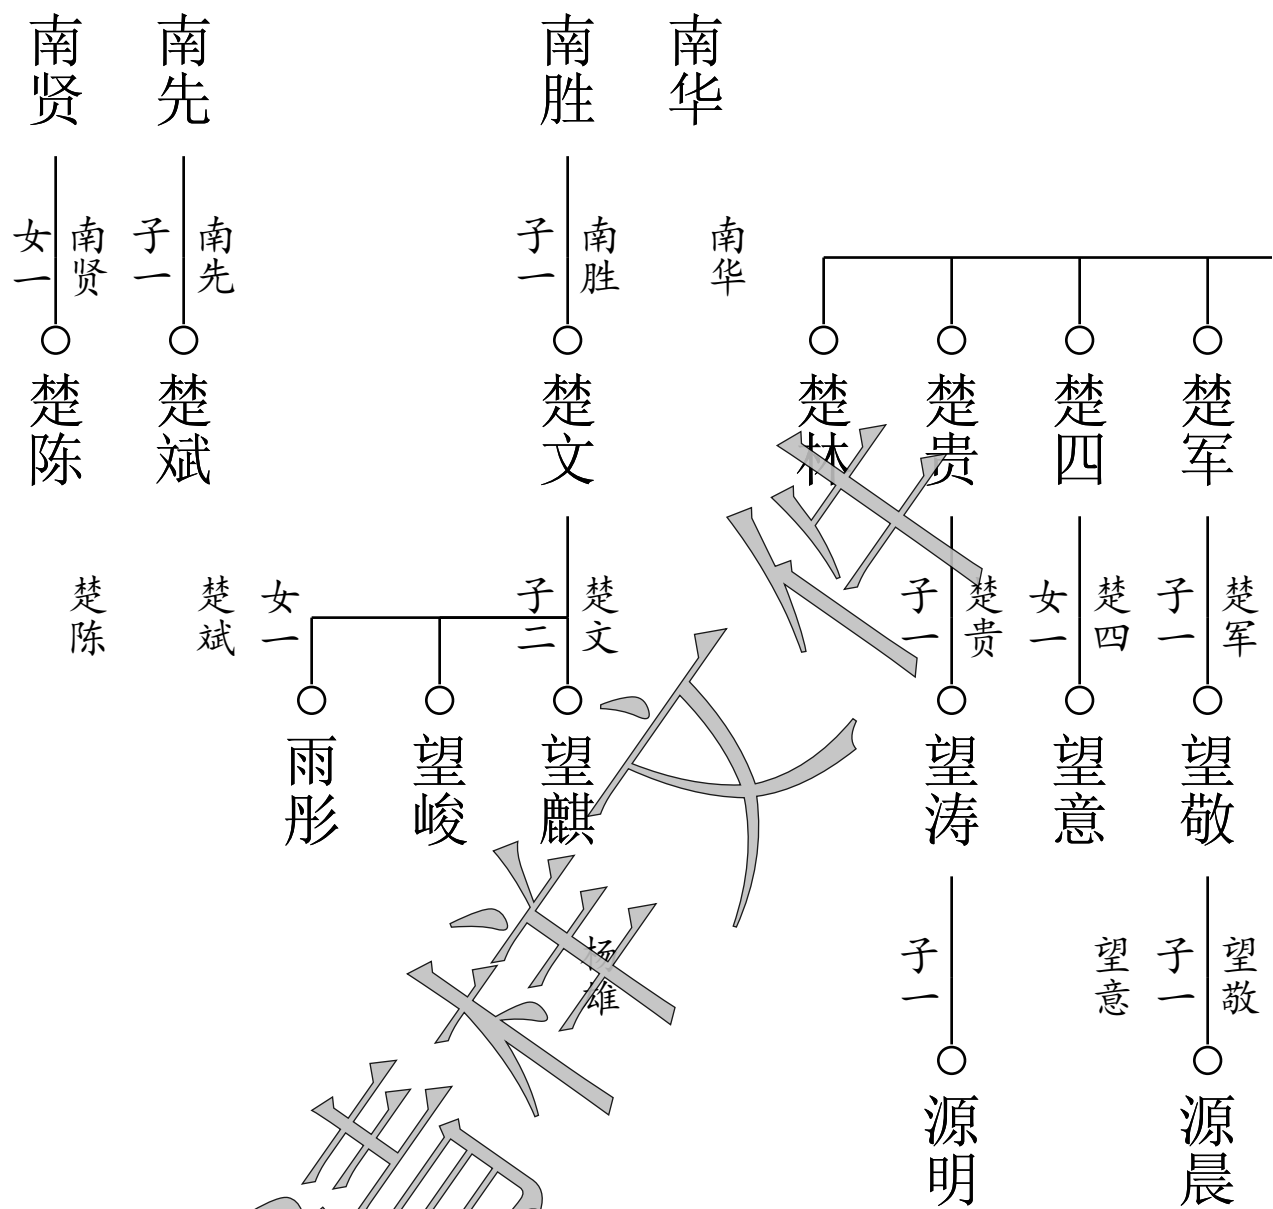 南贤
南先
南胜
南华
女一
南贤
子一
南先
子一
南胜
南华
楚陈
楚斌
楚文
楚林
楚贵
楚四
楚军
楚陈
楚斌
女一
子二
楚文
子一
楚贵
女一
楚四
子一
楚军
雨彤
望峻
望麒
望涛
望意
望敬
杨雄
子一
望意
子一
望敬
源明
源晨